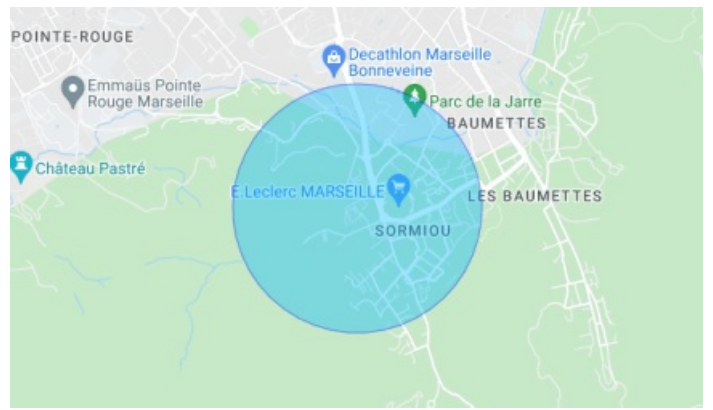 POINTE-ROUGE
Decathlon Marseille
Bonneveine
Emmaüs Pointe
Rouge Marseille
Parc de la Jarre
BAUMETTES
Château Pastré
E.Leclerc MARSEILLE
LES BAUMETTES
SORMIOU